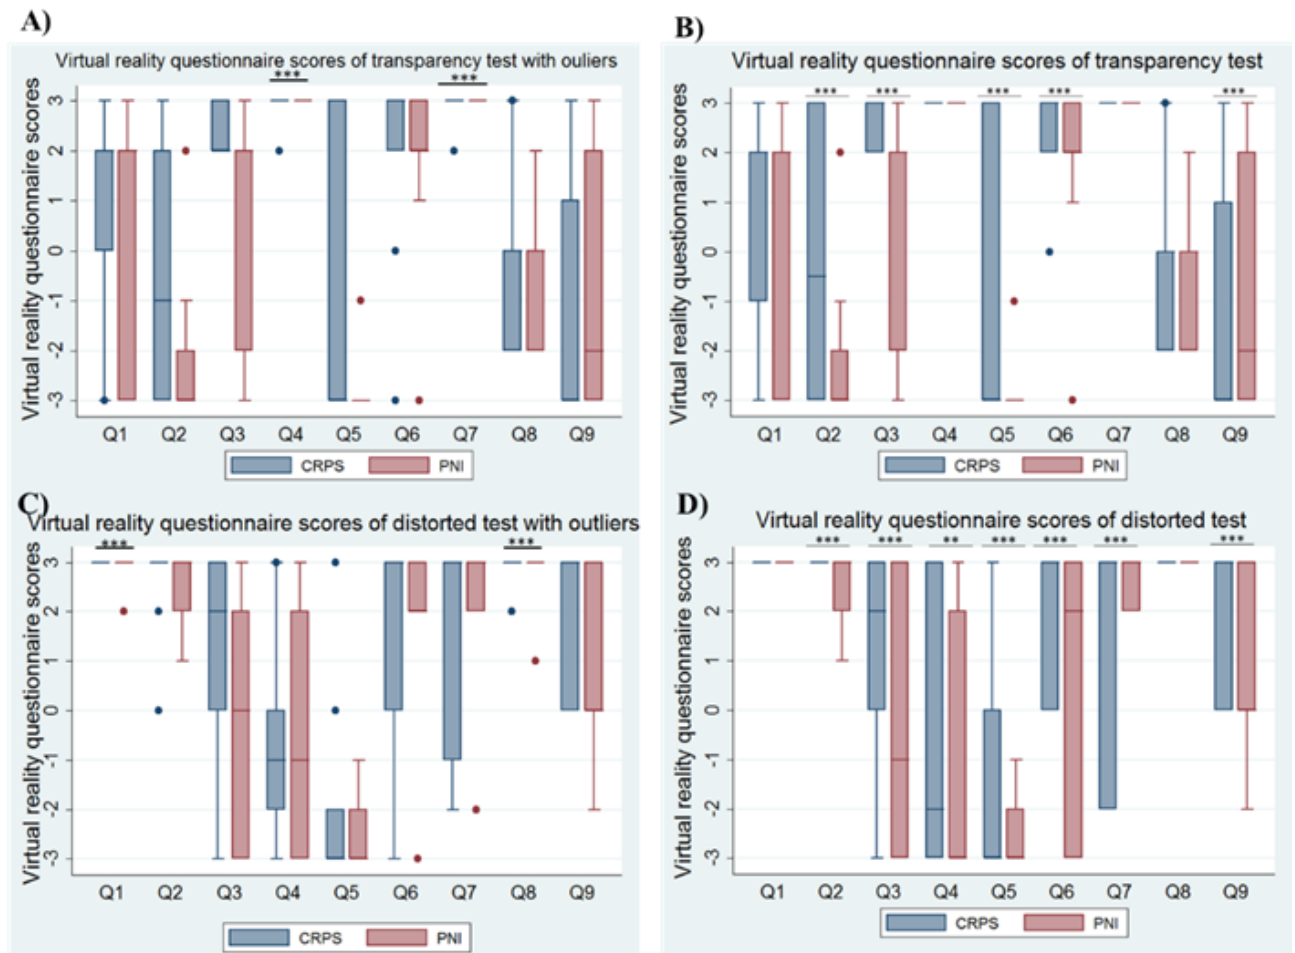 A)
Virtual reality questionnaire scores of transparency test with ouliers
*** ***
Virtual reality questionnaire scores
3
2
1
0
-1
-2
-3
Q1 Q2 Q3 Q4 Q5 Q6 Q7 Q8 Q9
CRPS PNI
B)
Virtual reality questionnaire scores of transparency test
*** *** *** *** ***
Virtual reality questionnaire scores
3
2
1
0
-1
-2
-3
Q1 Q2 Q3 Q4 Q5 Q6 Q7 Q8 Q9
CRPS PNI
C)
Virtual reality questionnaire scores of distorted test with outliers
*** ***
Virtual reality questionnaire scores
3
2
1
0
-1
-2
-3
Q1 Q2 Q3 Q4 Q5 Q6 Q7 Q8 Q9
CRPS PNI
D)
Virtual reality questionnaire scores of distorted test
*** *** ** *** *** *** ***
Virtual reality questionnaire scores
3
2
1
0
-1
-2
-3
Q1 Q2 Q3 Q4 Q5 Q6 Q7 Q8 Q9
CRPS PNI